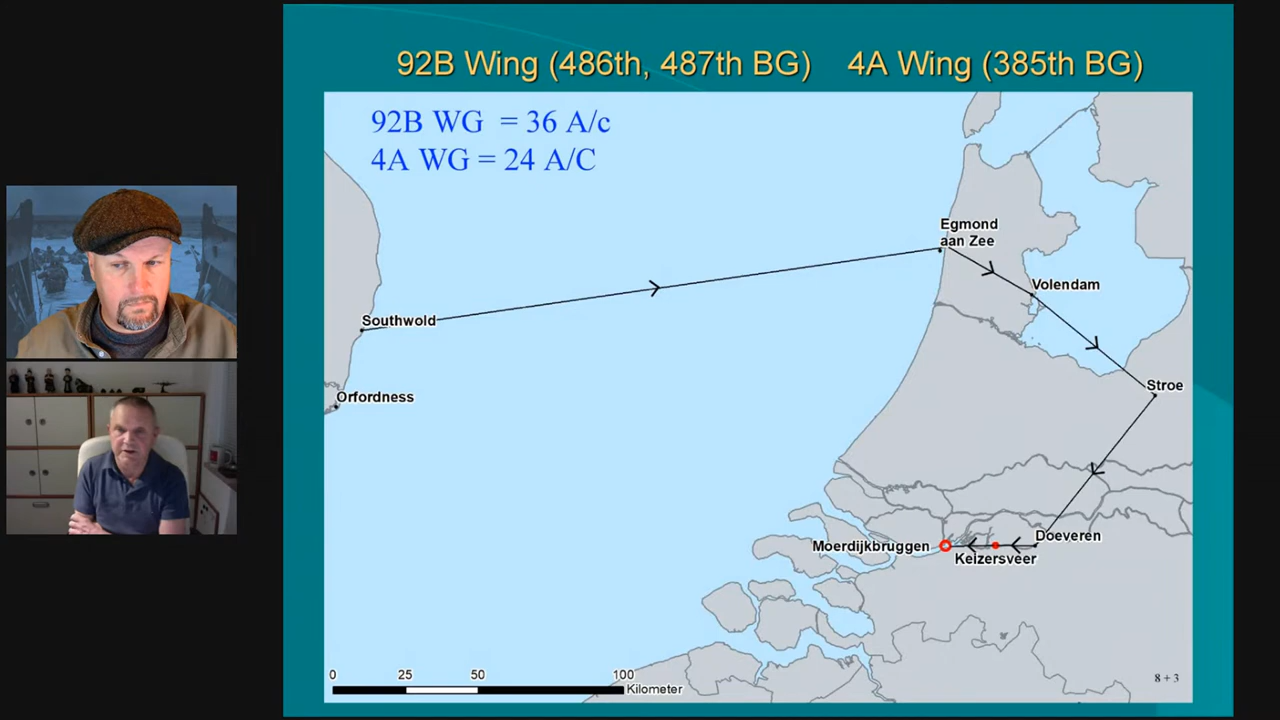 92B Wing (486th, 487th BG) 4A Wing (385th BG)
92B WG = 36 A/c
4A WG = 24 A/C
Egmond
aan Zee
Volendam
Southwold
Stroe
Orfordness
Doeveren
Moerdijkbruggen
Keizersveer
0 25 50 100
Kilometer
8 + 3